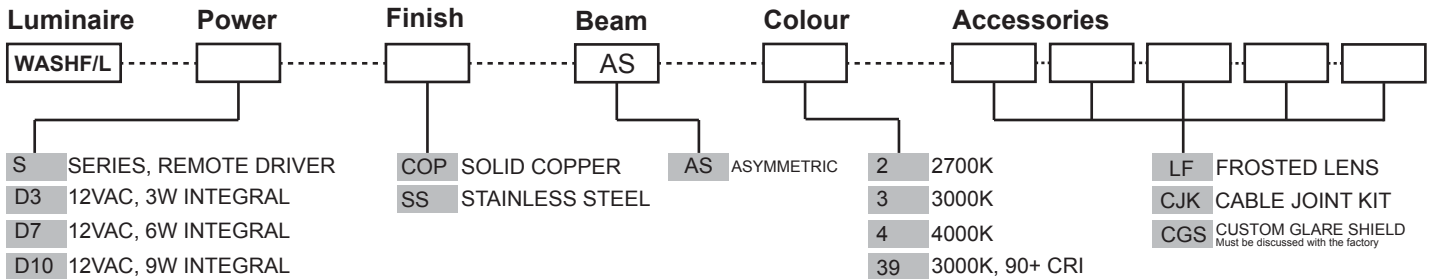 Luminaire Power Finish Beam Colour Accessories
WASHF/L AS
S SERIES, REMOTE DRIVER
D3 12VAC, 3W INTEGRAL
D7 12VAC, 6W INTEGRAL
D10 12VAC, 9W INTEGRAL
COP SOLID COPPER
SS STAINLESS STEEL
AS ASYMMETRIC
2 2700K
3 3000K
4 4000K
39 3000K, 90+ CRI
LF FROSTED LENS
CJK CABLE JOINT KIT
CGS CUSTOM GLARE SHIELD
Must be discussed with the factory